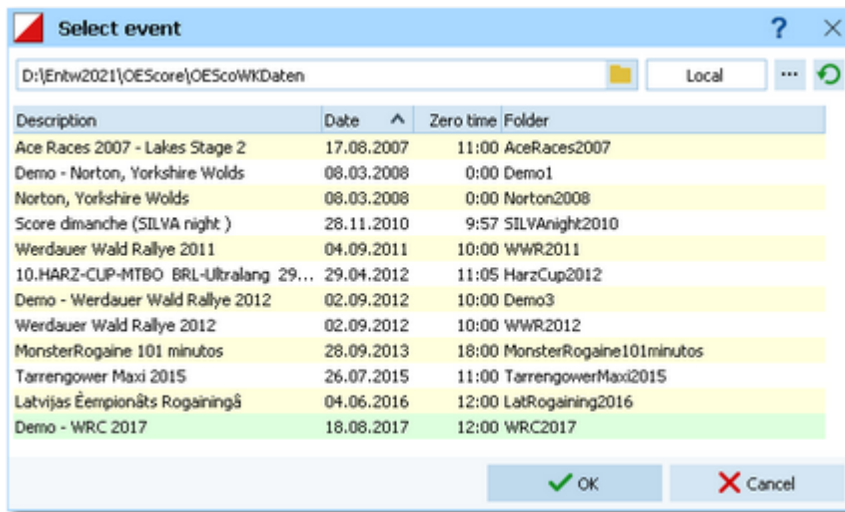 Select event
D:\Entw2021\OEScore\OEScoWKDaten Local ...
Description Date Zero time Folder
Ace Races 2007 - Lakes Stage 2 17.08.2007 11:00 AceRaces2007
Demo - Norton, Yorkshire Wolds 08.03.2008 0:00 Demo1
Norton, Yorkshire Wolds 08.03.2008 0:00 Norton2008
Score dimanche (SILVA night ) 28.11.2010 9:57 SILVAnight2010
Werdauer Wald Rallye 2011 04.09.2011 10:00 WWR2011
10.HARZ-CUP-MTBO BRL-Ultralang 29... 29.04.2012 11:05 HarzCup2012
Demo - Werdauer Wald Rallye 2012 02.09.2012 10:00 Demo3
Werdauer Wald Rallye 2012 02.09.2012 10:00 WWR2012
MonsterRogaine 101 minutos 28.09.2013 18:00 MonsterRogaine101minutos
Tarrengower Maxi 2015 26.07.2015 11:00 TarrengowerMaxi2015
Latvijas Èempionâts Rogainingâ 04.06.2016 12:00 LatRogaining2016
Demo - WRC 2017 18.08.2017 12:00 WRC2017
OK Cancel